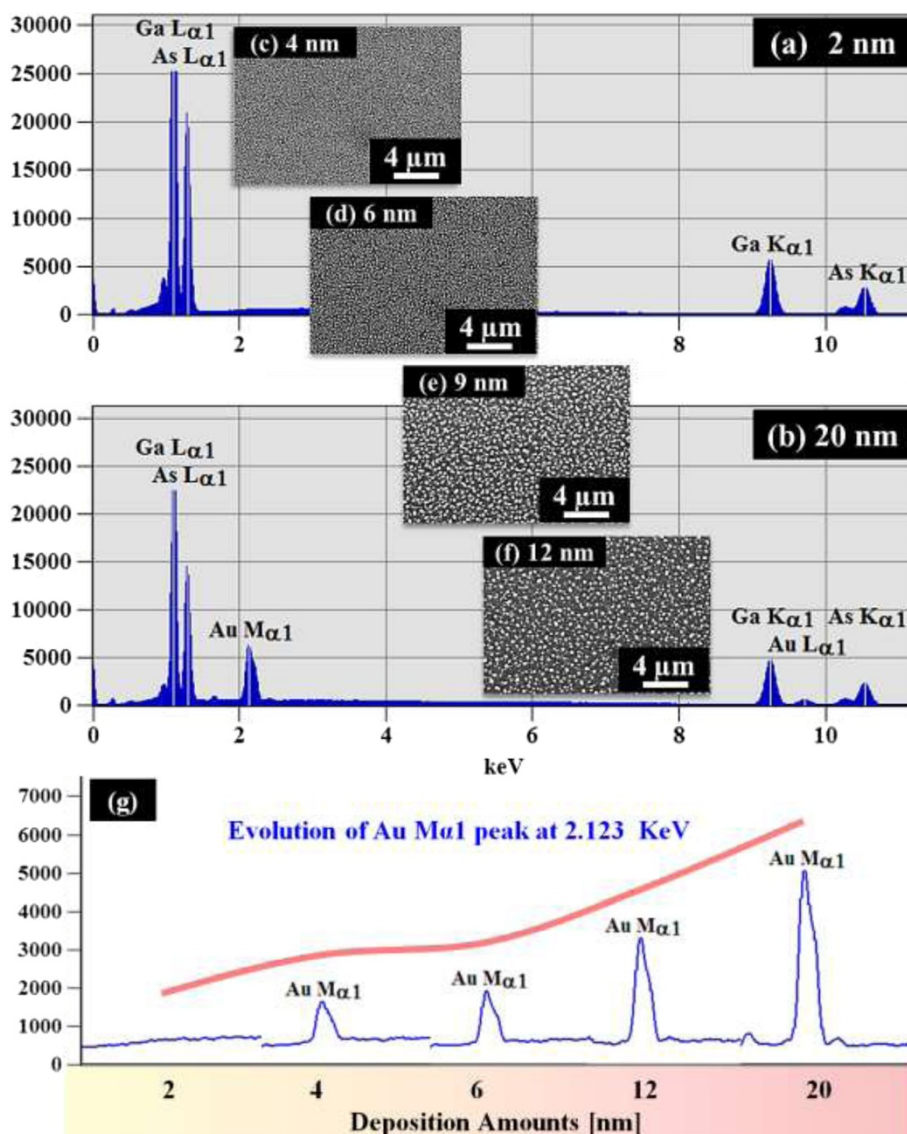 30000
25000
20000
15000
10000
5000
0
Ga Lα1
As Lα1
(c) 4 nm
4 μm
(a) 2 nm
(d) 6 nm
4 μm
Ga Kα1
As Kα1
0 2 8 10
(e) 9 nm
4 μm
30000
25000
20000
15000
10000
5000
0
Ga Lα1
As Lα1
Au Mα1
(b) 20 nm
(f) 12 nm
4 μm
Ga Kα1 As Kα1
Au Lα1
0 2 4 6 8 10
keV
(g)
7000
6000
5000
4000
3000
2000
1000
0
Evolution of Au Mα1 peak at 2.123 KeV
Au Mα1
Au Mα1
Au Mα1
Au Mα1
2 4 6 12 20
Deposition Amounts [nm]